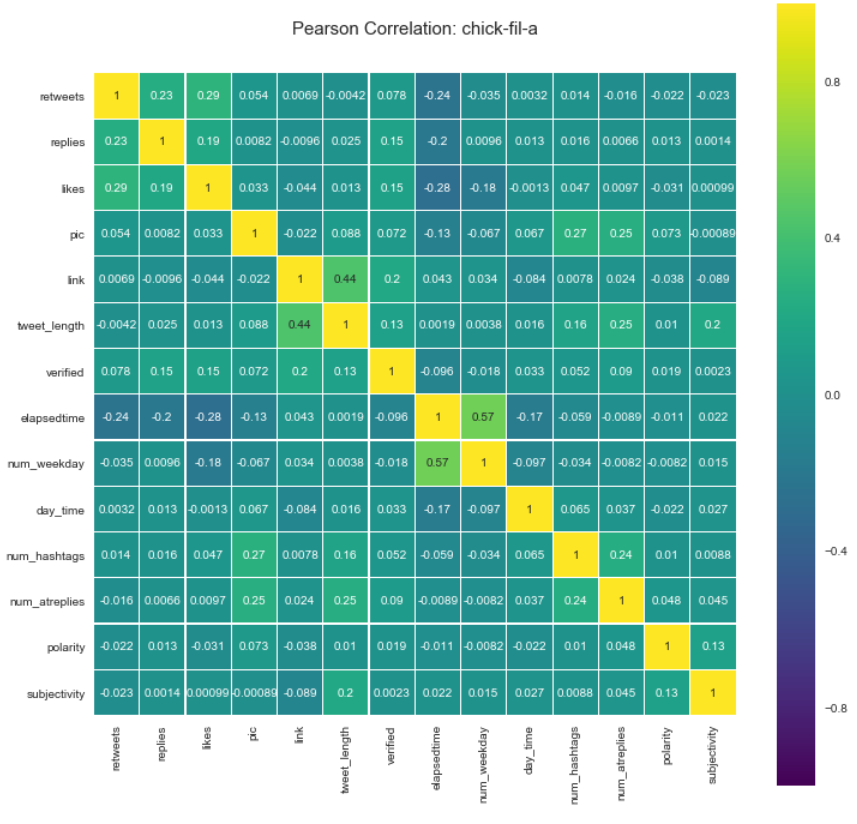 Pearson Correlation: chick-fil-a
retweets 1 0.23 0.29 0.054 0.0069 -0.0042 0.078 -0.24 -0.035 0.0032 0.014 -0.016 -0.022 -0.023
replies 0.23 1 0.19 0.0082 -0.0096 0.025 0.15 -0.2 0.0096 0.013 0.016 0.0066 0.013 0.0014
likes 0.29 0.19 1 0.033 -0.044 0.013 0.15 -0.28 -0.18 -0.0013 0.047 0.0097 -0.031 0.00099
pic 0.054 0.0082 0.033 1 -0.022 0.088 0.072 -0.13 -0.067 0.067 0.27 0.25 0.073 -0.00089
link 0.0069 -0.0096 -0.044 -0.022 1 0.44 0.2 0.043 0.034 -0.084 0.0078 0.024 -0.038 -0.089
tweet_length -0.0042 0.025 0.013 0.088 0.44 1 0.13 0.0019 0.0038 0.016 0.16 0.25 0.01 0.2
verified 0.078 0.15 0.15 0.072 0.2 0.13 1 -0.096 -0.018 0.033 0.052 0.09 0.019 0.0023
elapsedtime -0.24 -0.2 -0.28 -0.13 0.043 0.0019 -0.096 1 0.57 -0.17 -0.059 -0.0089 -0.011 0.022
num_weekday -0.035 0.0096 -0.18 -0.067 0.034 0.0038 -0.018 0.57 1 -0.097 -0.034 -0.0082 -0.0082 0.015
day_time 0.0032 0.013 -0.0013 0.067 -0.084 0.016 0.033 -0.17 -0.097 1 0.065 0.037 -0.022 0.027
num_hashtags 0.014 0.016 0.047 0.27 0.0078 0.16 0.052 -0.059 -0.034 0.065 1 0.24 0.01 0.0088
num_atreplies -0.016 0.0066 0.0097 0.25 0.024 0.25 0.09 -0.0089 -0.0082 0.037 0.24 1 0.048 0.045
polarity -0.022 0.013 -0.031 0.073 -0.038 0.01 0.019 -0.011 -0.0082 -0.022 0.01 0.048 1 0.13
subjectivity -0.023 0.0014 0.00099 -0.00089 -0.089 0.2 0.0023 0.022 0.015 0.027 0.0088 0.045 0.13 1
retweets replies likes pic link tweet_length verified elapsedtime num_weekday day_time num_hashtags num_atreplies polarity subjectivity
0.8
0.4
0.0
−0.4
−0.8